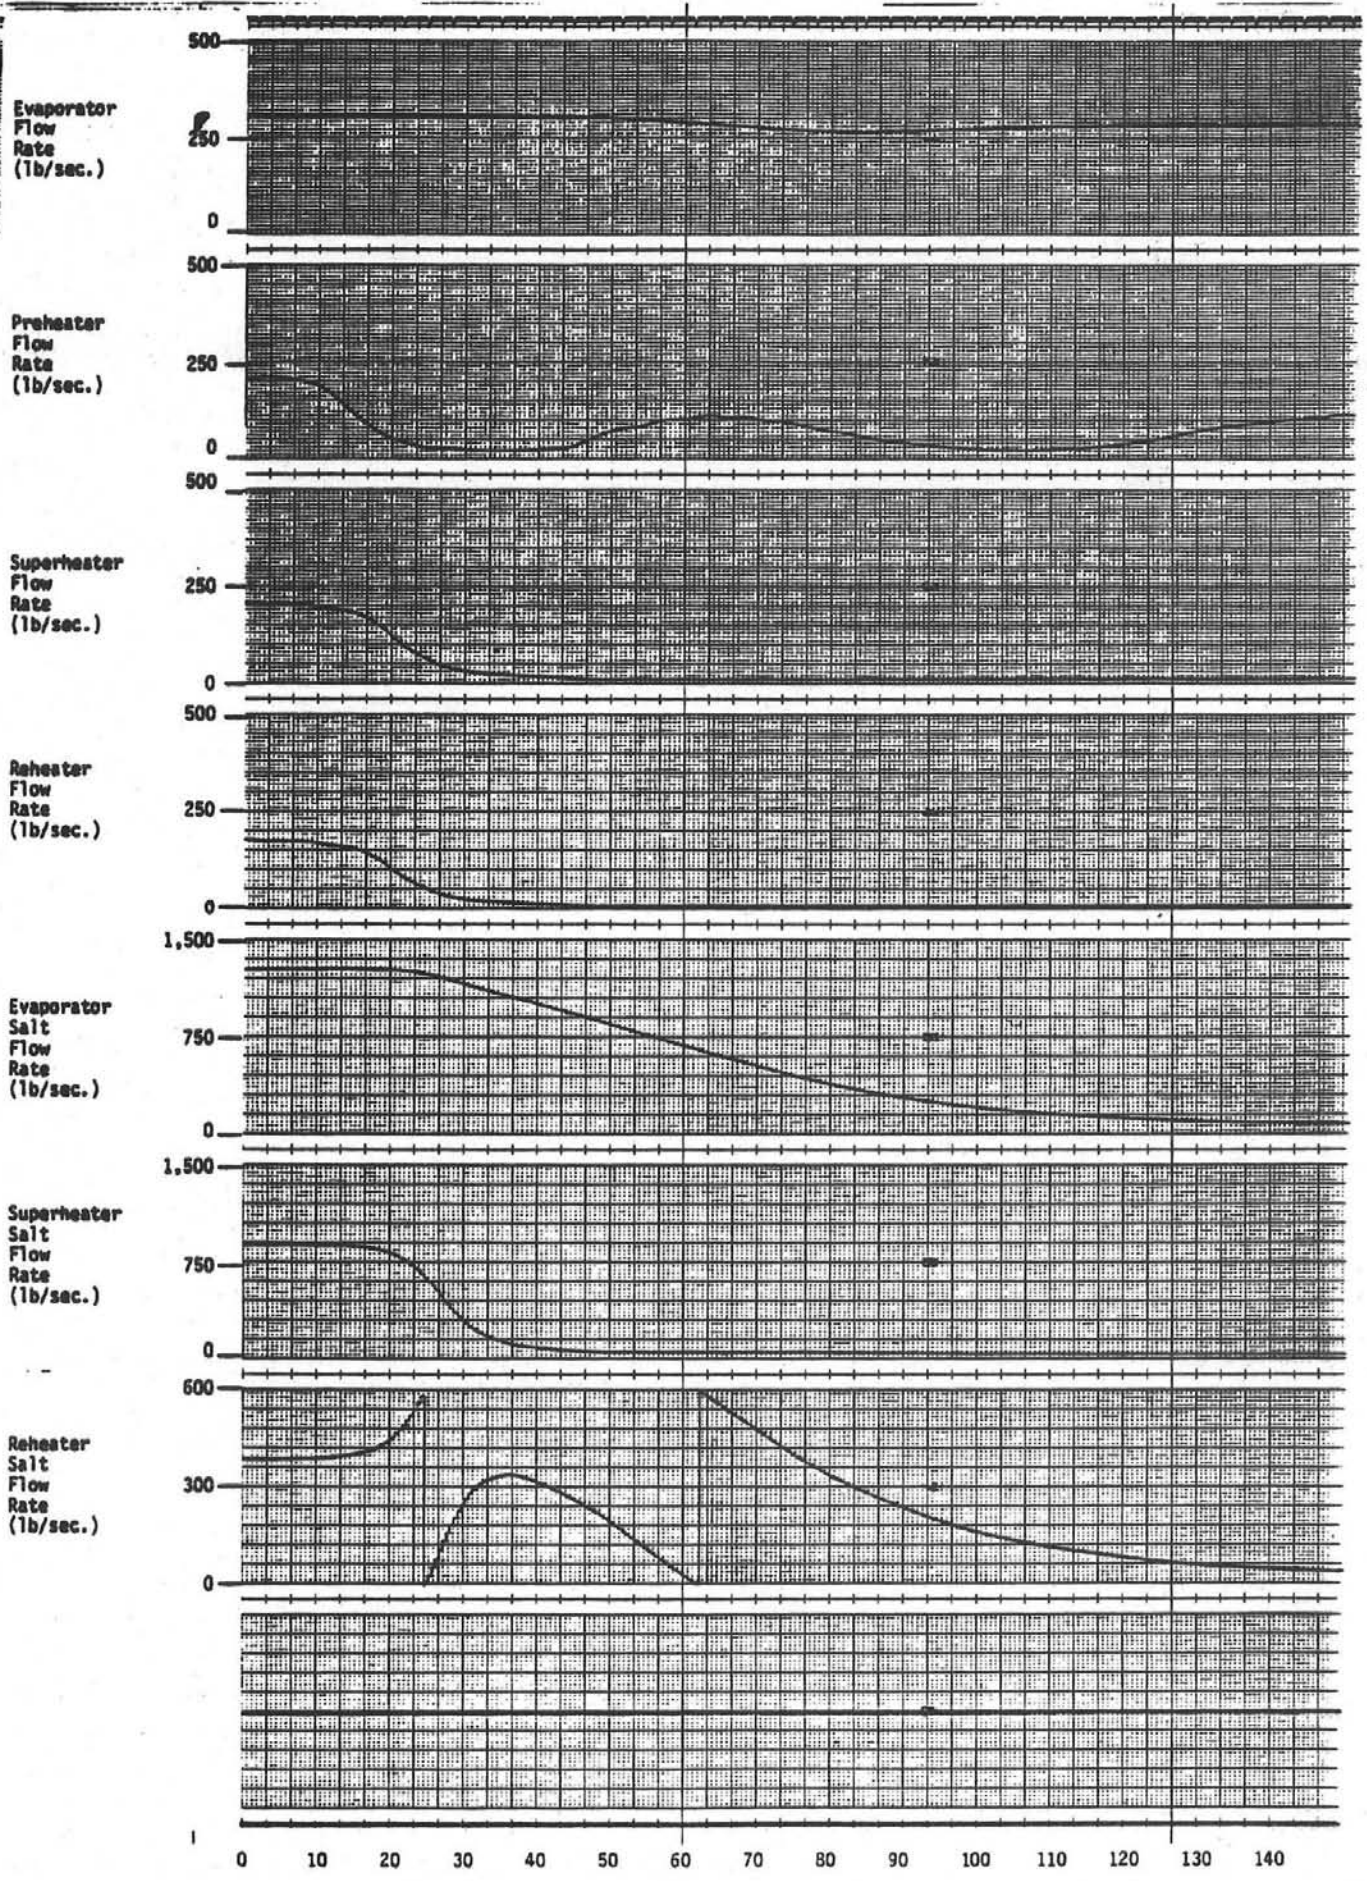 500
Evaporator
Flow
Rate
(lb/sec.)
250
0
500
Preheater
Flow
Rate
(lb/sec.)
250
0
500
Superheater
Flow
Rate
(lb/sec.)
250
0
500
Reheater
Flow
Rate
(lb/sec.)
250
0
1,500
Evaporator
Salt
Flow
Rate
(lb/sec.)
750
0
1,500
Superheater
Salt
Flow
Rate
(lb/sec.)
750
0
600
Reheater
Salt
Flow
Rate
(lb/sec.)
300
0
0 10 20 30 40 50 60 70 80 90 100 110 120 130 140